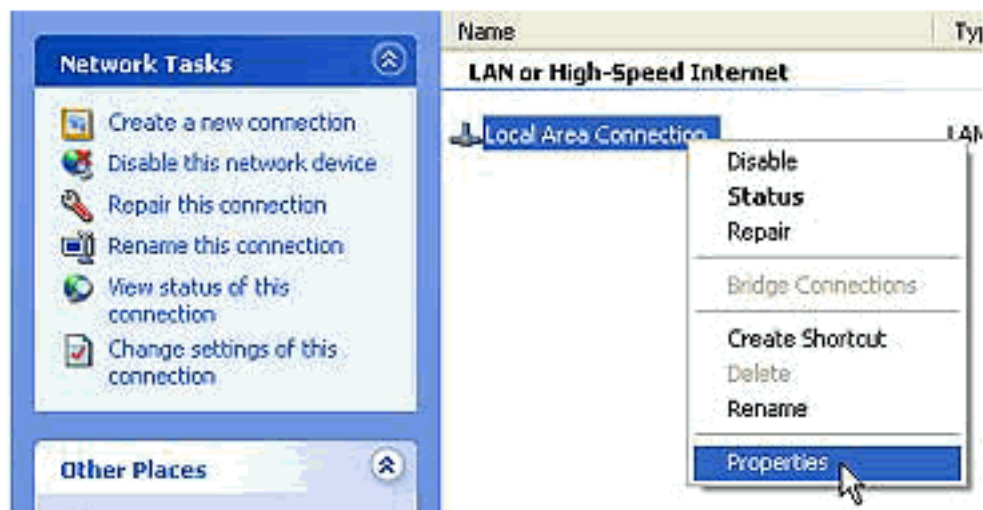 Network Tasks
Create a new connection
Disable this network device
Repair this connection
Rename this connection
View status of this
connection
Change settings of this
connection
Other Places
Name
LAN or High-Speed Internet
Local Area Connection
LAN
Disable
Status
Repair
Bridge Connections
Create Shortcut
Delete
Rename
Properties